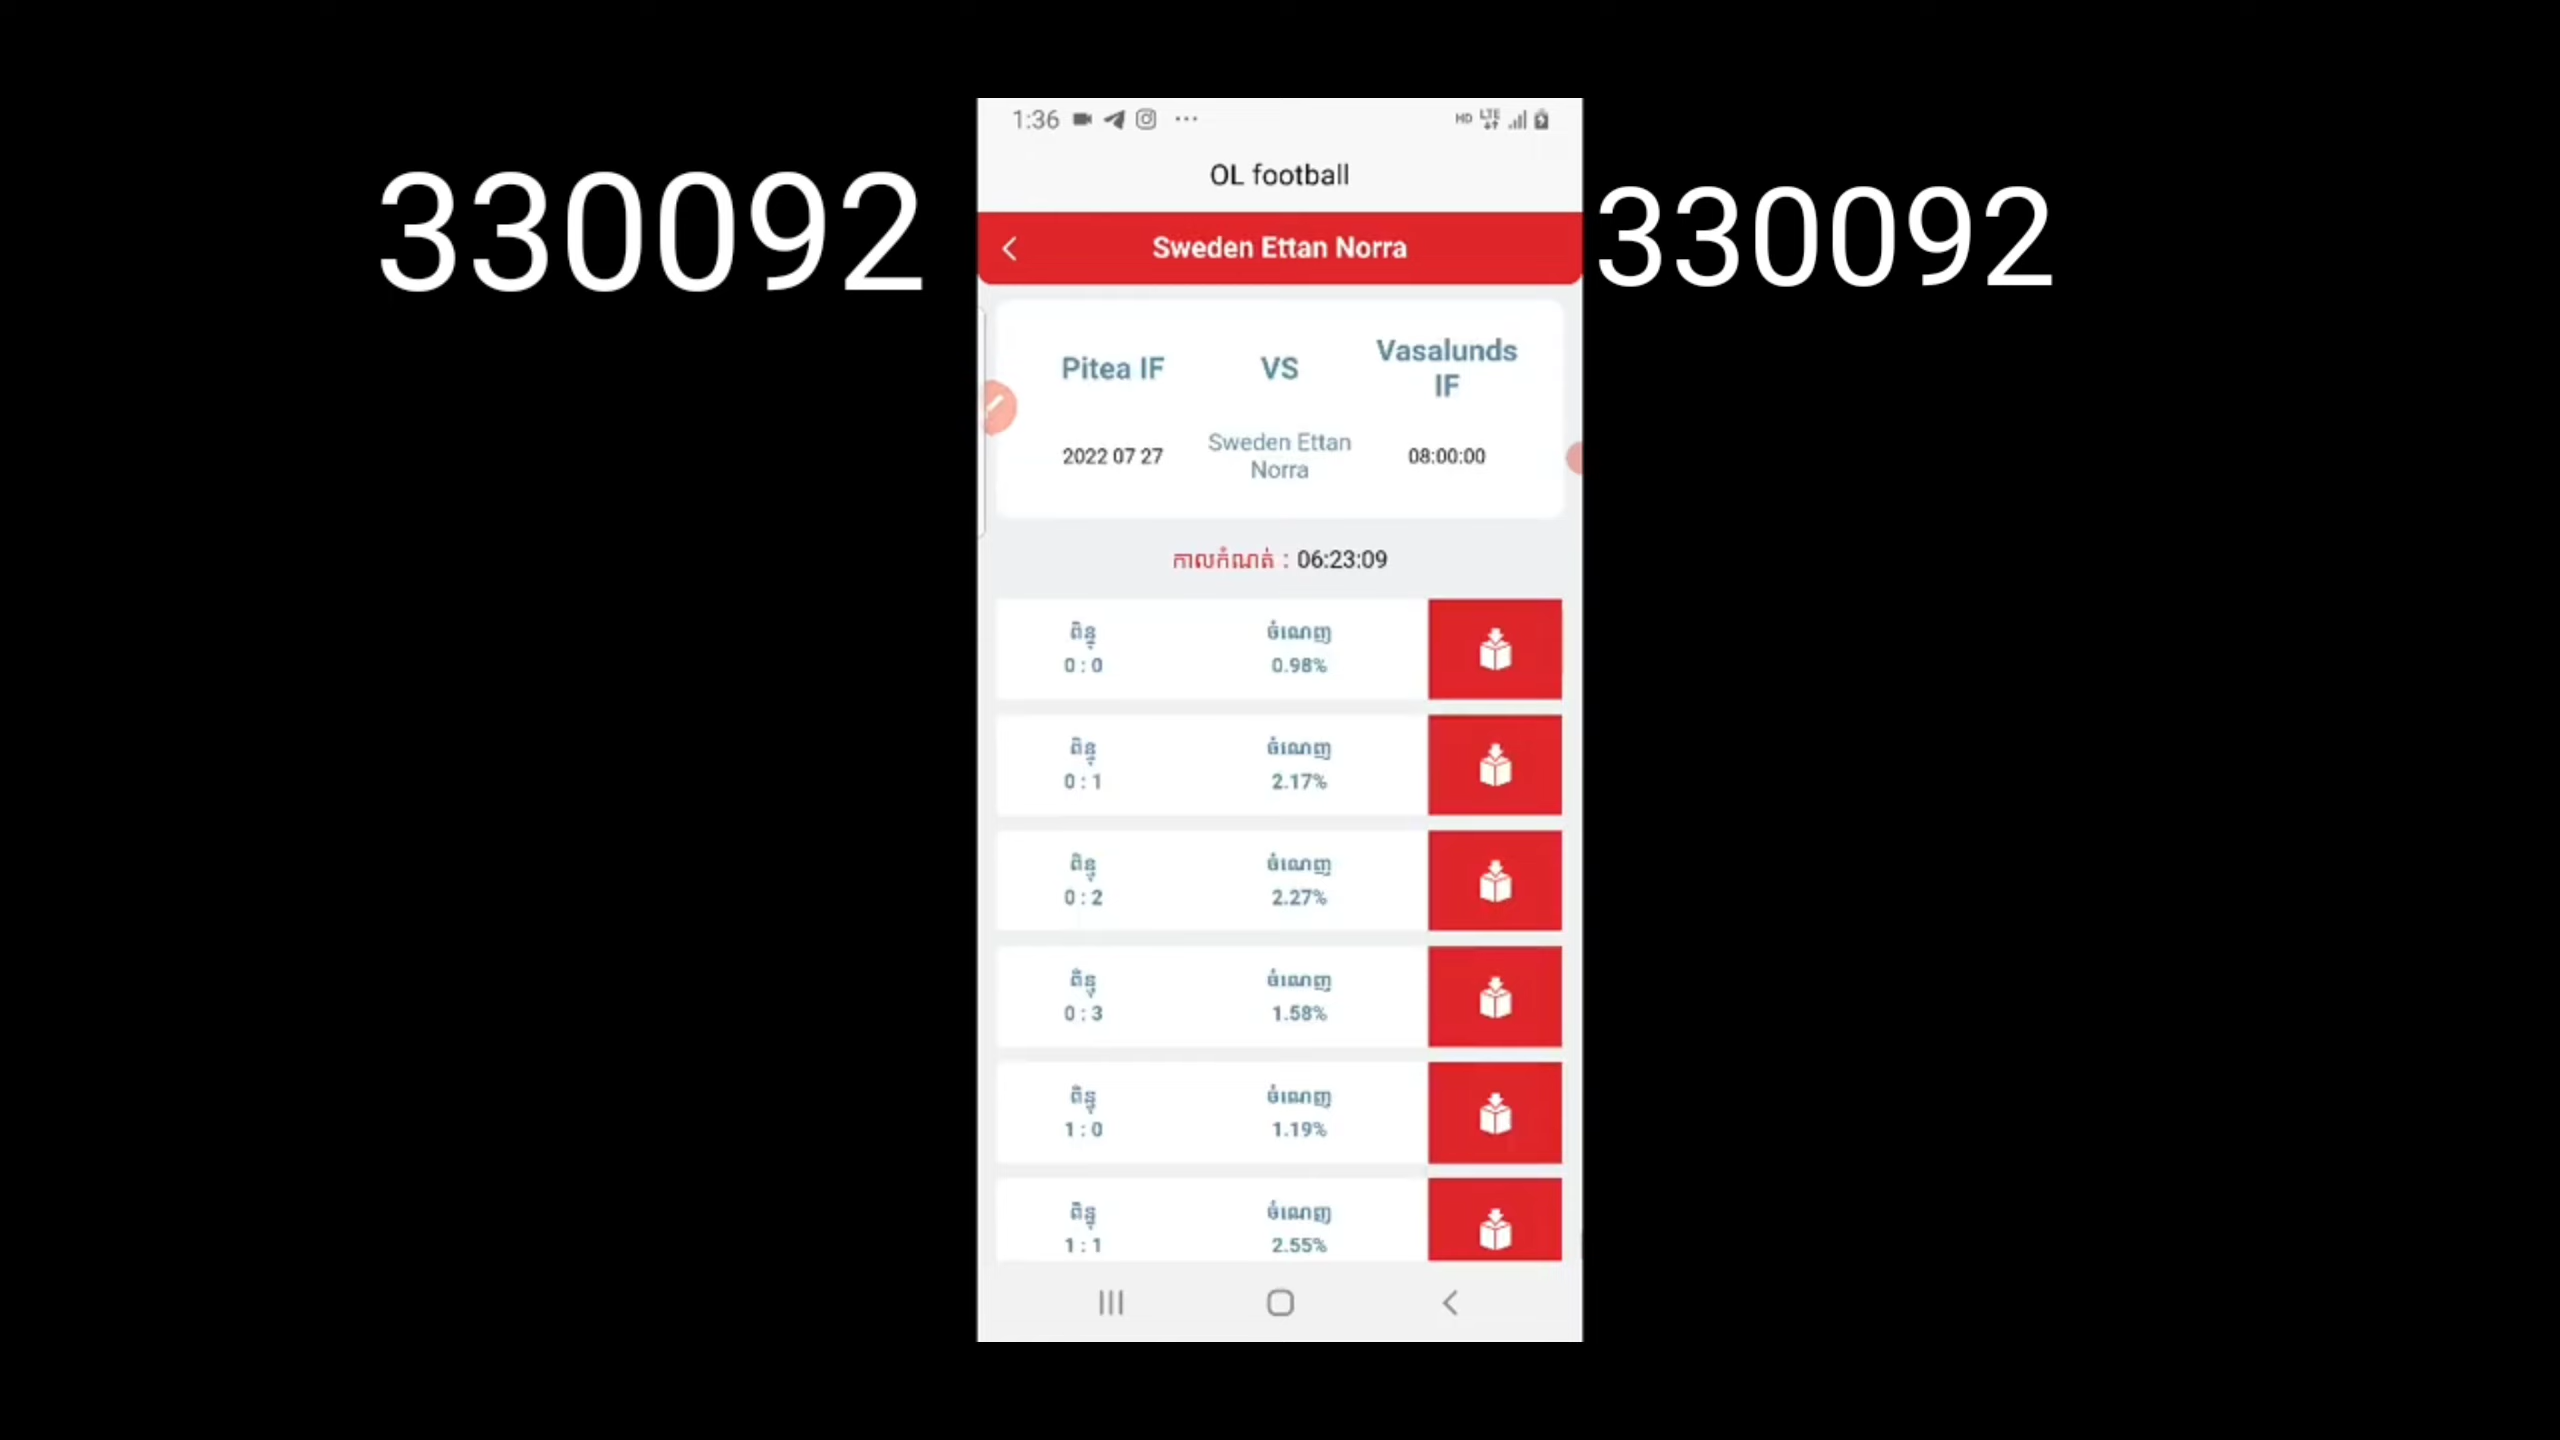 330092
330092
1:36
HD LTE
OL football
Sweden Ettan Norra
Pitea IF
VS
Vasalunds
IF
2022 07 27
Sweden Ettan
Norra
08:00:00
កាលកំណត់ : 06:23:09
ពិន្ទុ ចំណេញ
0 : 0 0.98%
ពិន្ទុ ចំណេញ
0 : 1 2.17%
ពិន្ទុ ចំណេញ
0 : 2 2.27%
ពិន្ទុ ចំណេញ
0 : 3 1.58%
ពិន្ទុ ចំណេញ
1 : 0 1.19%
ពិន្ទុ ចំណេញ
1 : 1 2.55%